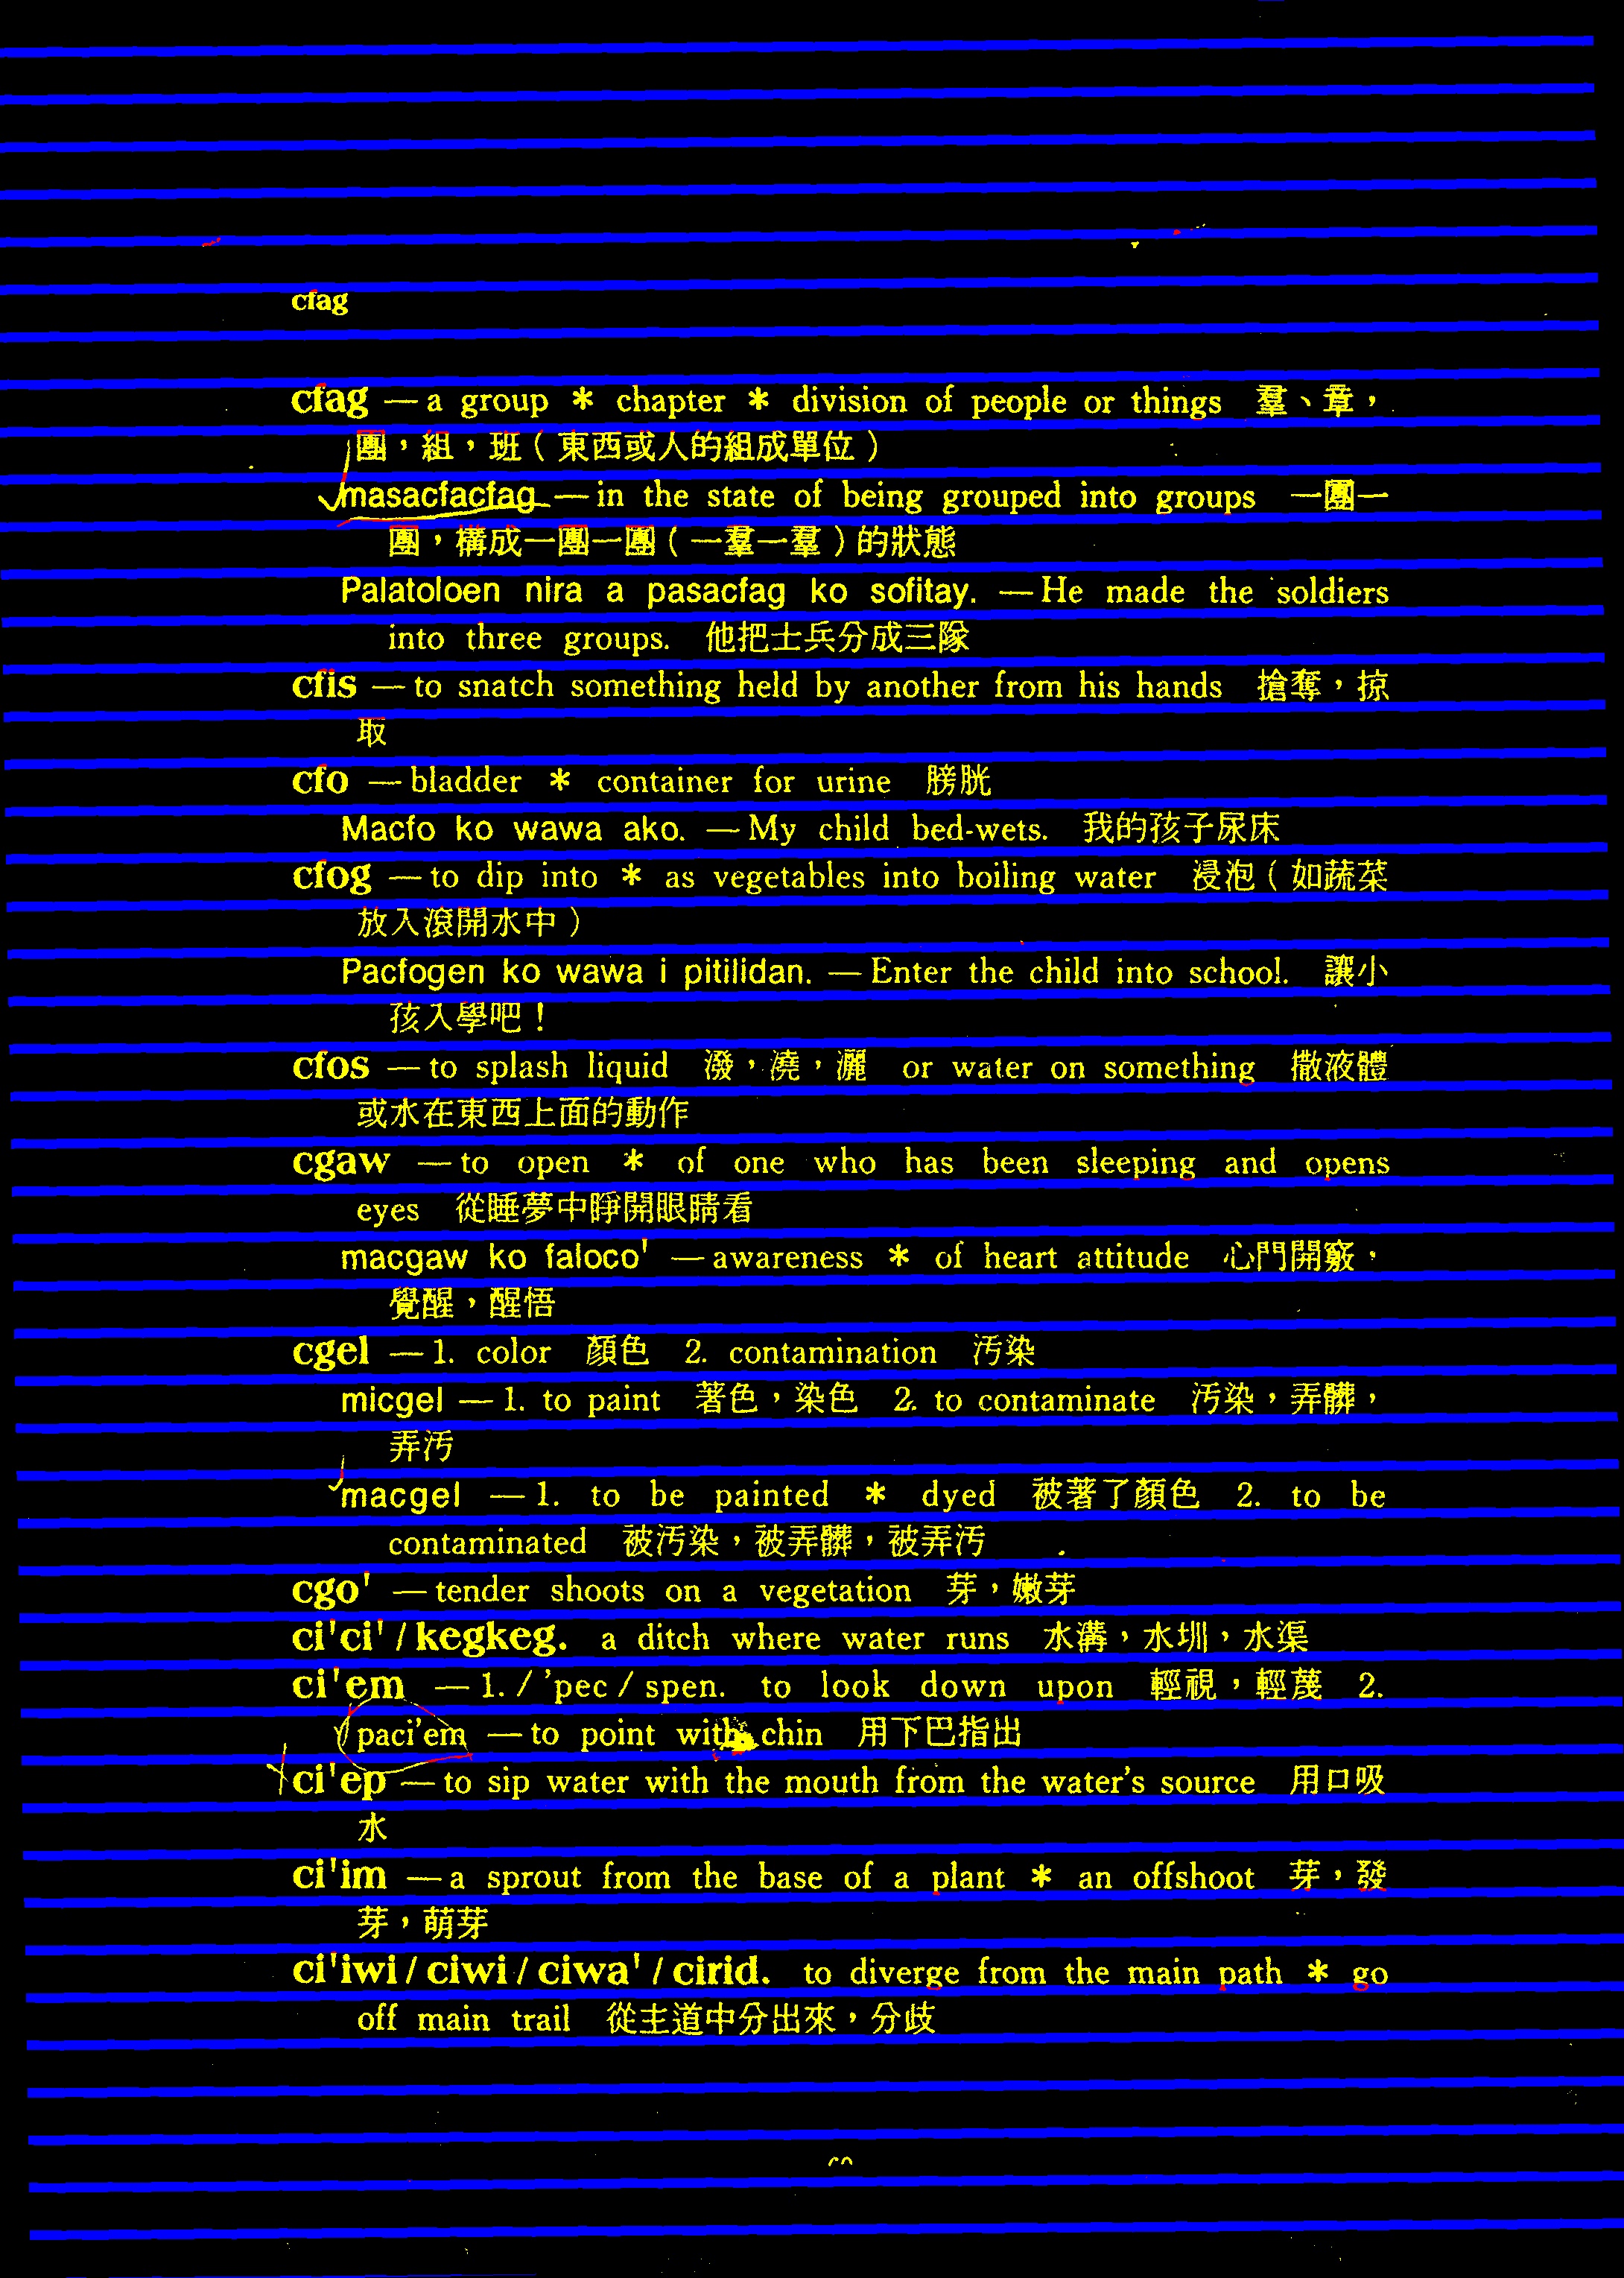 cfag
cfag — a group * chapter * division of people or things 羣、章，
團，組，班（東西或人的組成單位）
masacfacfag — in the state of being grouped into groups 一團一
團，構成一團一團（一羣一羣）的狀態
Palatoloen nira a pasacfag ko sofitay. — He made the soldiers
into three groups. 他把士兵分成三隊
cfis — to snatch something held by another from his hands 搶奪，掠
取
cfo — bladder * container for urine 膀胱
Macfo ko wawa ako. — My child bed-wets. 我的孩子尿床
cfog — to dip into * as vegetables into boiling water 浸泡（如蔬菜
放入滾開水中）
Pacfogen ko wawa i pitilidan. — Enter the child into school. 讓小
孩入學吧！
cfos — to splash liquid 潑，澆，灑 or water on something 撒液體
或水在東西上面的動作
cgaw — to open * of one who has been sleeping and opens
eyes 從睡夢中睜開眼睛看
macgaw ko faloco' — awareness * of heart attitude 心門開竅，
覺醒，醒悟
cgel — 1. color 顏色 2. contamination 汚染
micgel — 1. to paint 著色，染色 2. to contaminate 汚染，弄髒，
弄汚
macgel — 1. to be painted * dyed 被著了顏色 2. to be
contaminated 被汚染，被弄髒，被弄汚
cgo' — tender shoots on a vegetation 芽，嫩芽
ci'ci' / kegkeg. a ditch where water runs 水溝，水圳，水渠
ci'em — 1. / 'pec / spen. to look down upon 輕視，輕蔑 2.
paci'em — to point with chin 用下巴指出
ci'ep — to sip water with the mouth from the water's source 用口吸
水
ci'im — a sprout from the base of a plant * an offshoot 芽，發
芽，萌芽
ci'iwi / ciwi / ciwa' / cirid. to diverge from the main path * go
off main trail 從主道中分出來，分歧